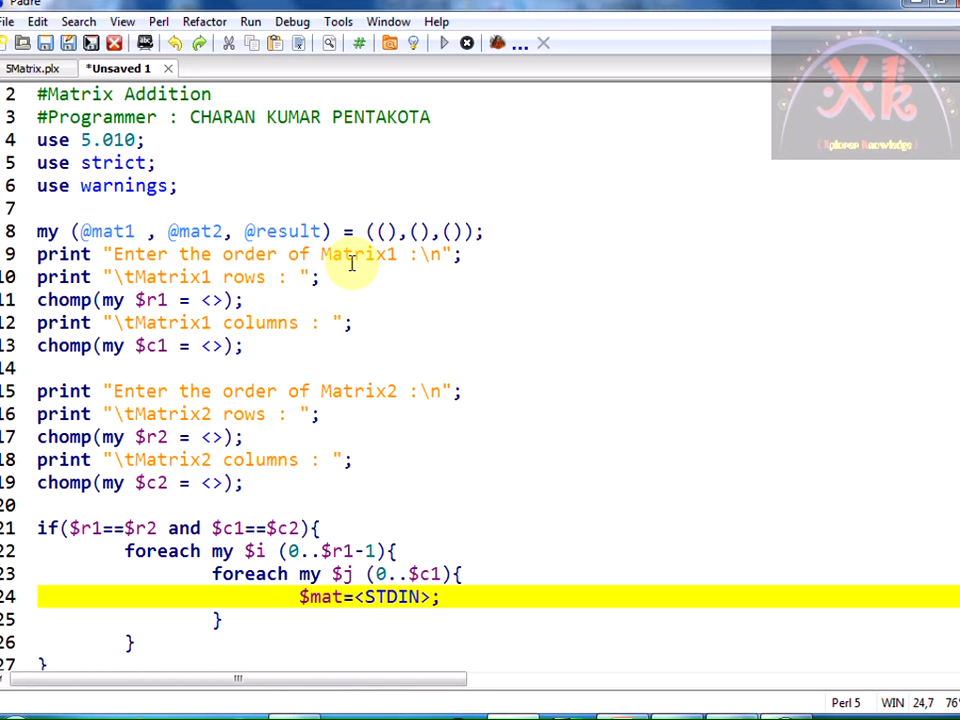 Padre
File Edit Search View Perl Refactor Run Debug Tools Window Help
5Matrix.plx *Unsaved 1
2 #Matrix Addition
3 #Programmer : CHARAN KUMAR PENTAKOTA
4 use 5.010;
5 use strict;
6 use warnings;
7
8 my (@mat1 , @mat2, @result) = ((),(),());
9 print "Enter the order of Matrix1 :\n";
10 print "\tMatrix1 rows : ";
11 chomp(my $r1 = <>);
12 print "\tMatrix1 columns : ";
13 chomp(my $c1 = <>);
14
15 print "Enter the order of Matrix2 :\n";
16 print "\tMatrix2 rows : ";
17 chomp(my $r2 = <>);
18 print "\tMatrix2 columns : ";
19 chomp(my $c2 = <>);
20
21 if($r1==$r2 and $c1==$c2){
22 foreach my $i (0..$r1-1){
23 foreach my $j (0..$c1){
24 $mat=<STDIN>;
25 }
26 }
27 }
Perl 5 WIN 24,7 76%
Xk
(Xplorer Knowledge)